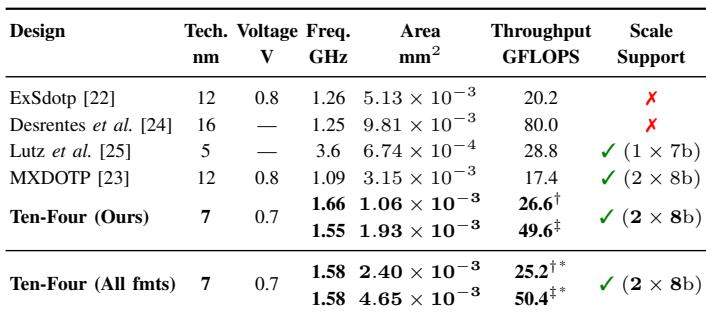 Design Tech. Voltage Freq. Area Throughput Scale
nm V GHz mm² GFLOPS Support
ExSdotp [22] 12 0.8 1.26 5.13 × 10⁻³ 20.2 ✗
Desrentes et al. [24] 16 — 1.25 9.81 × 10⁻³ 80.0 ✗
Lutz et al. [25] 5 — 3.6 6.74 × 10⁻⁴ 28.8 ✓ (1 × 7b)
MXDOTP [23] 12 0.8 1.09 3.15 × 10⁻³ 17.4 ✓ (2 × 8b)
Ten-Four (Ours) 7 0.7 1.66 1.06 × 10⁻³ 26.6† ✓ (2 × 8b)
1.55 1.93 × 10⁻³ 49.6‡
Ten-Four (All fmts) 7 0.7 1.58 2.40 × 10⁻³ 25.2†* ✓ (2 × 8b)
1.58 4.65 × 10⁻³ 50.4‡*